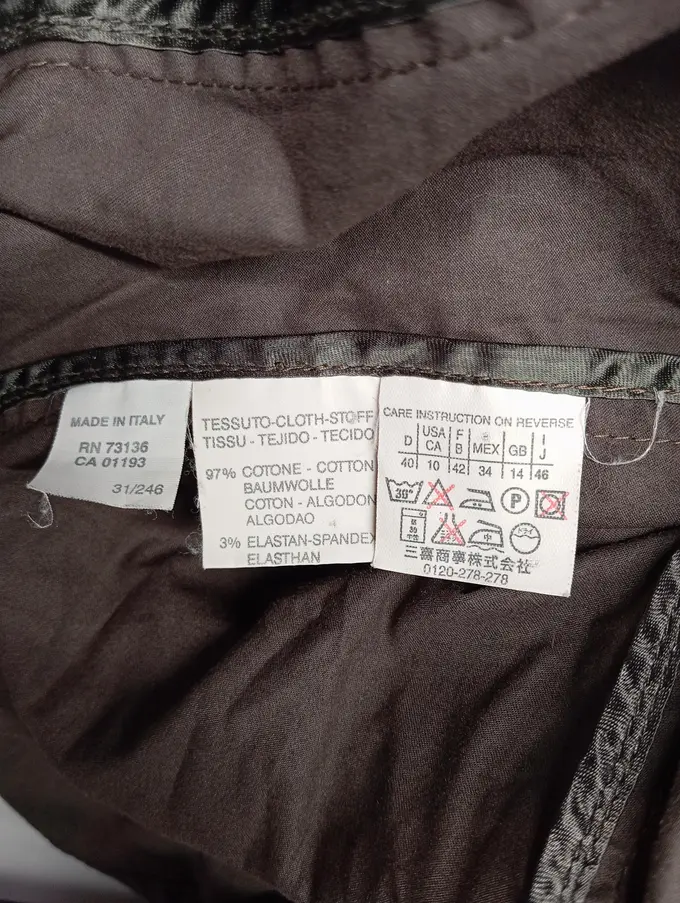 MADE IN ITALY
RN 73136
CA 01193
31/246
TESSUTO-CLOTH-STOFF
TISSU - TEJIDO - TECIDO
97% COTONE - COTTON
BAUMWOLLE
COTON - ALGODON
ALGODAO
3% ELASTAN-SPANDEX
ELASTHAN
CARE INSTRUCTION ON REVERSE
D USA CA F B MEX GB I J
40 10 42 34 14 46
30° P
30 中
三喜商事株式会社
0120-278-278